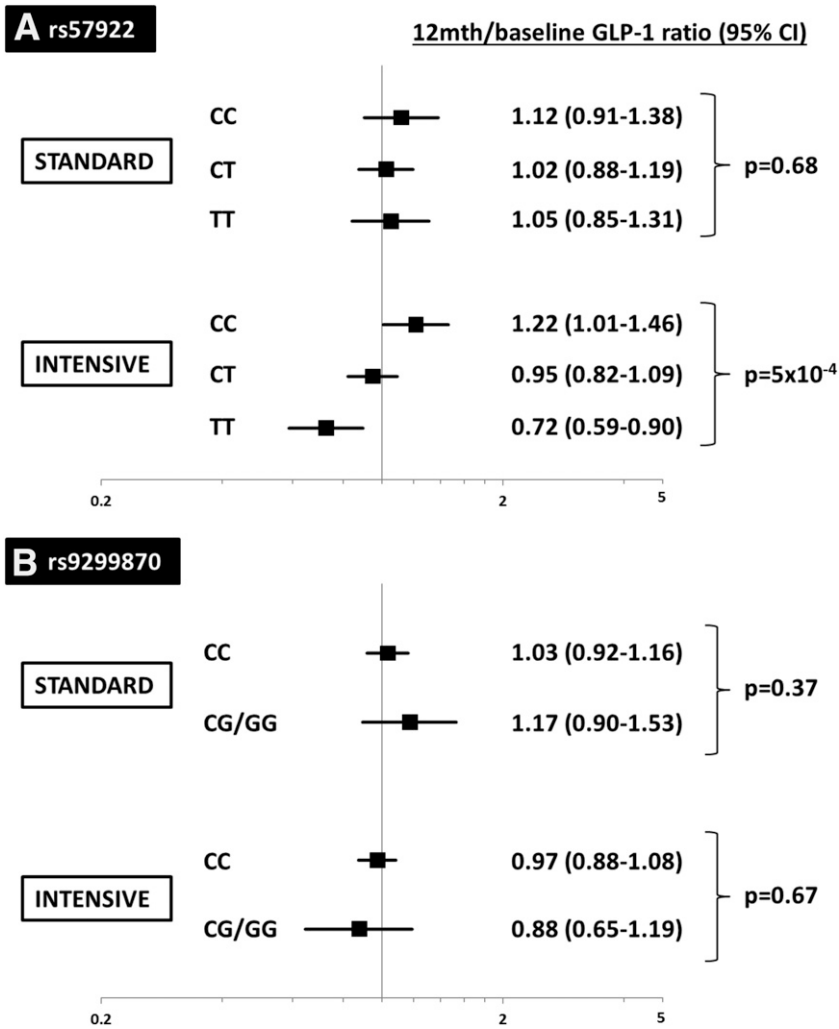 A rs57922
12mth/baseline GLP-1 ratio (95% CI)
STANDARD
CC 1.12 (0.91-1.38)
CT 1.02 (0.88-1.19)
TT 1.05 (0.85-1.31)
p=0.68
INTENSIVE
CC 1.22 (1.01-1.46)
CT 0.95 (0.82-1.09)
TT 0.72 (0.59-0.90)
p=5x10⁻⁴
0.2 2 5
B rs9299870
STANDARD
CC 1.03 (0.92-1.16)
CG/GG 1.17 (0.90-1.53)
p=0.37
INTENSIVE
CC 0.97 (0.88-1.08)
CG/GG 0.88 (0.65-1.19)
p=0.67
0.2 2 5